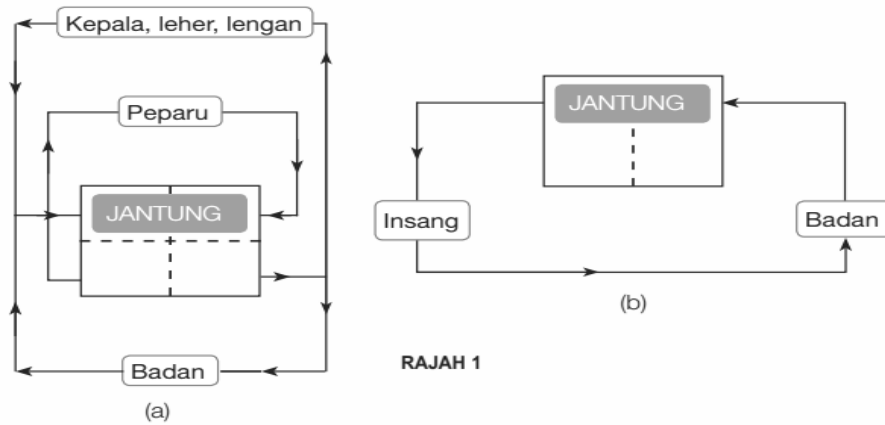 Kepala, leher, lengan
Peparu
JANTUNG
Badan
(a)
JANTUNG
Insang
Badan
(b)
RAJAH 1